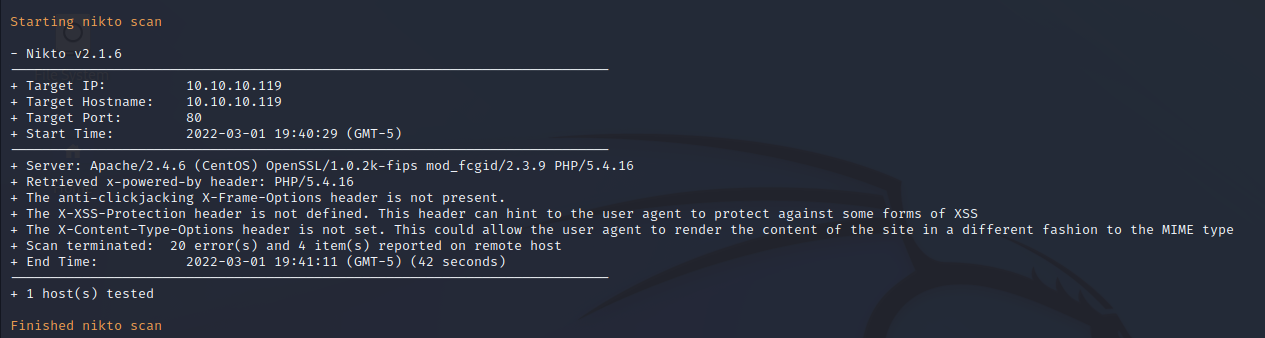 Starting nikto scan
- Nikto v2.1.6
+ Target IP: 10.10.10.119
+ Target Hostname: 10.10.10.119
+ Target Port: 80
+ Start Time: 2022-03-01 19:40:29 (GMT-5)
+ Server: Apache/2.4.6 (CentOS) OpenSSL/1.0.2k-fips mod_fcgid/2.3.9 PHP/5.4.16
+ Retrieved x-powered-by header: PHP/5.4.16
+ The anti-clickjacking X-Frame-Options header is not present.
+ The X-XSS-Protection header is not defined. This header can hint to the user agent to protect against some forms of XSS
+ The X-Content-Type-Options header is not set. This could allow the user agent to render the content of the site in a different fashion to the MIME type
+ Scan terminated: 20 error(s) and 4 item(s) reported on remote host
+ End Time: 2022-03-01 19:41:11 (GMT-5) (42 seconds)
+ 1 host(s) tested
Finished nikto scan